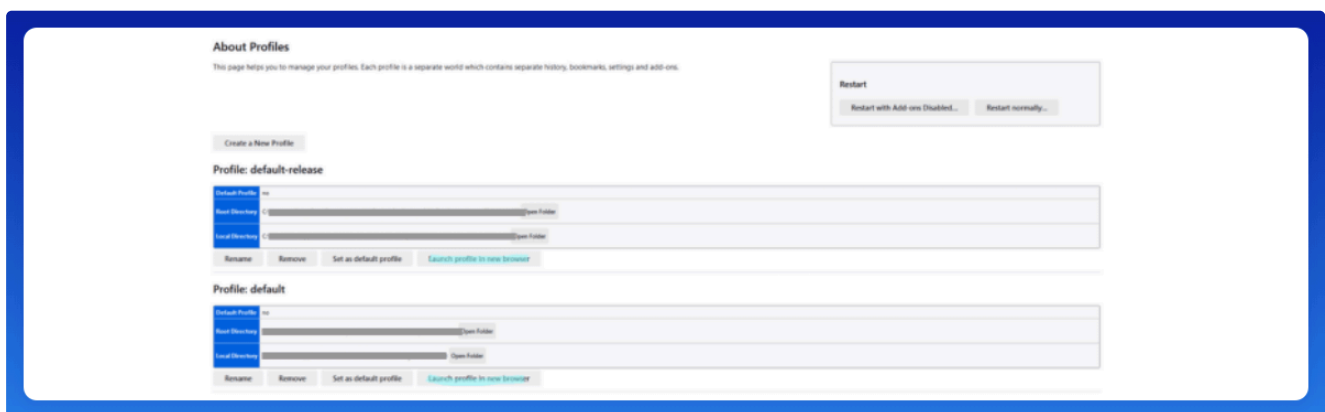 About Profiles
This page helps you to manage your profiles. Each profile is a separate world which contains separate history, bookmarks, settings and add-ons.
Restart
Restart with Add-ons Disabled... Restart normally...
Create a New Profile
Profile: default-release
Default Profile no
Root Directory C:\ Open Folder
Local Directory C:\ Open Folder
Rename Remove Set as default profile Launch profile in new browser
Profile: default
Default Profile no
Root Directory Open Folder
Local Directory Open Folder
Rename Remove Set as default profile Launch profile in new browser